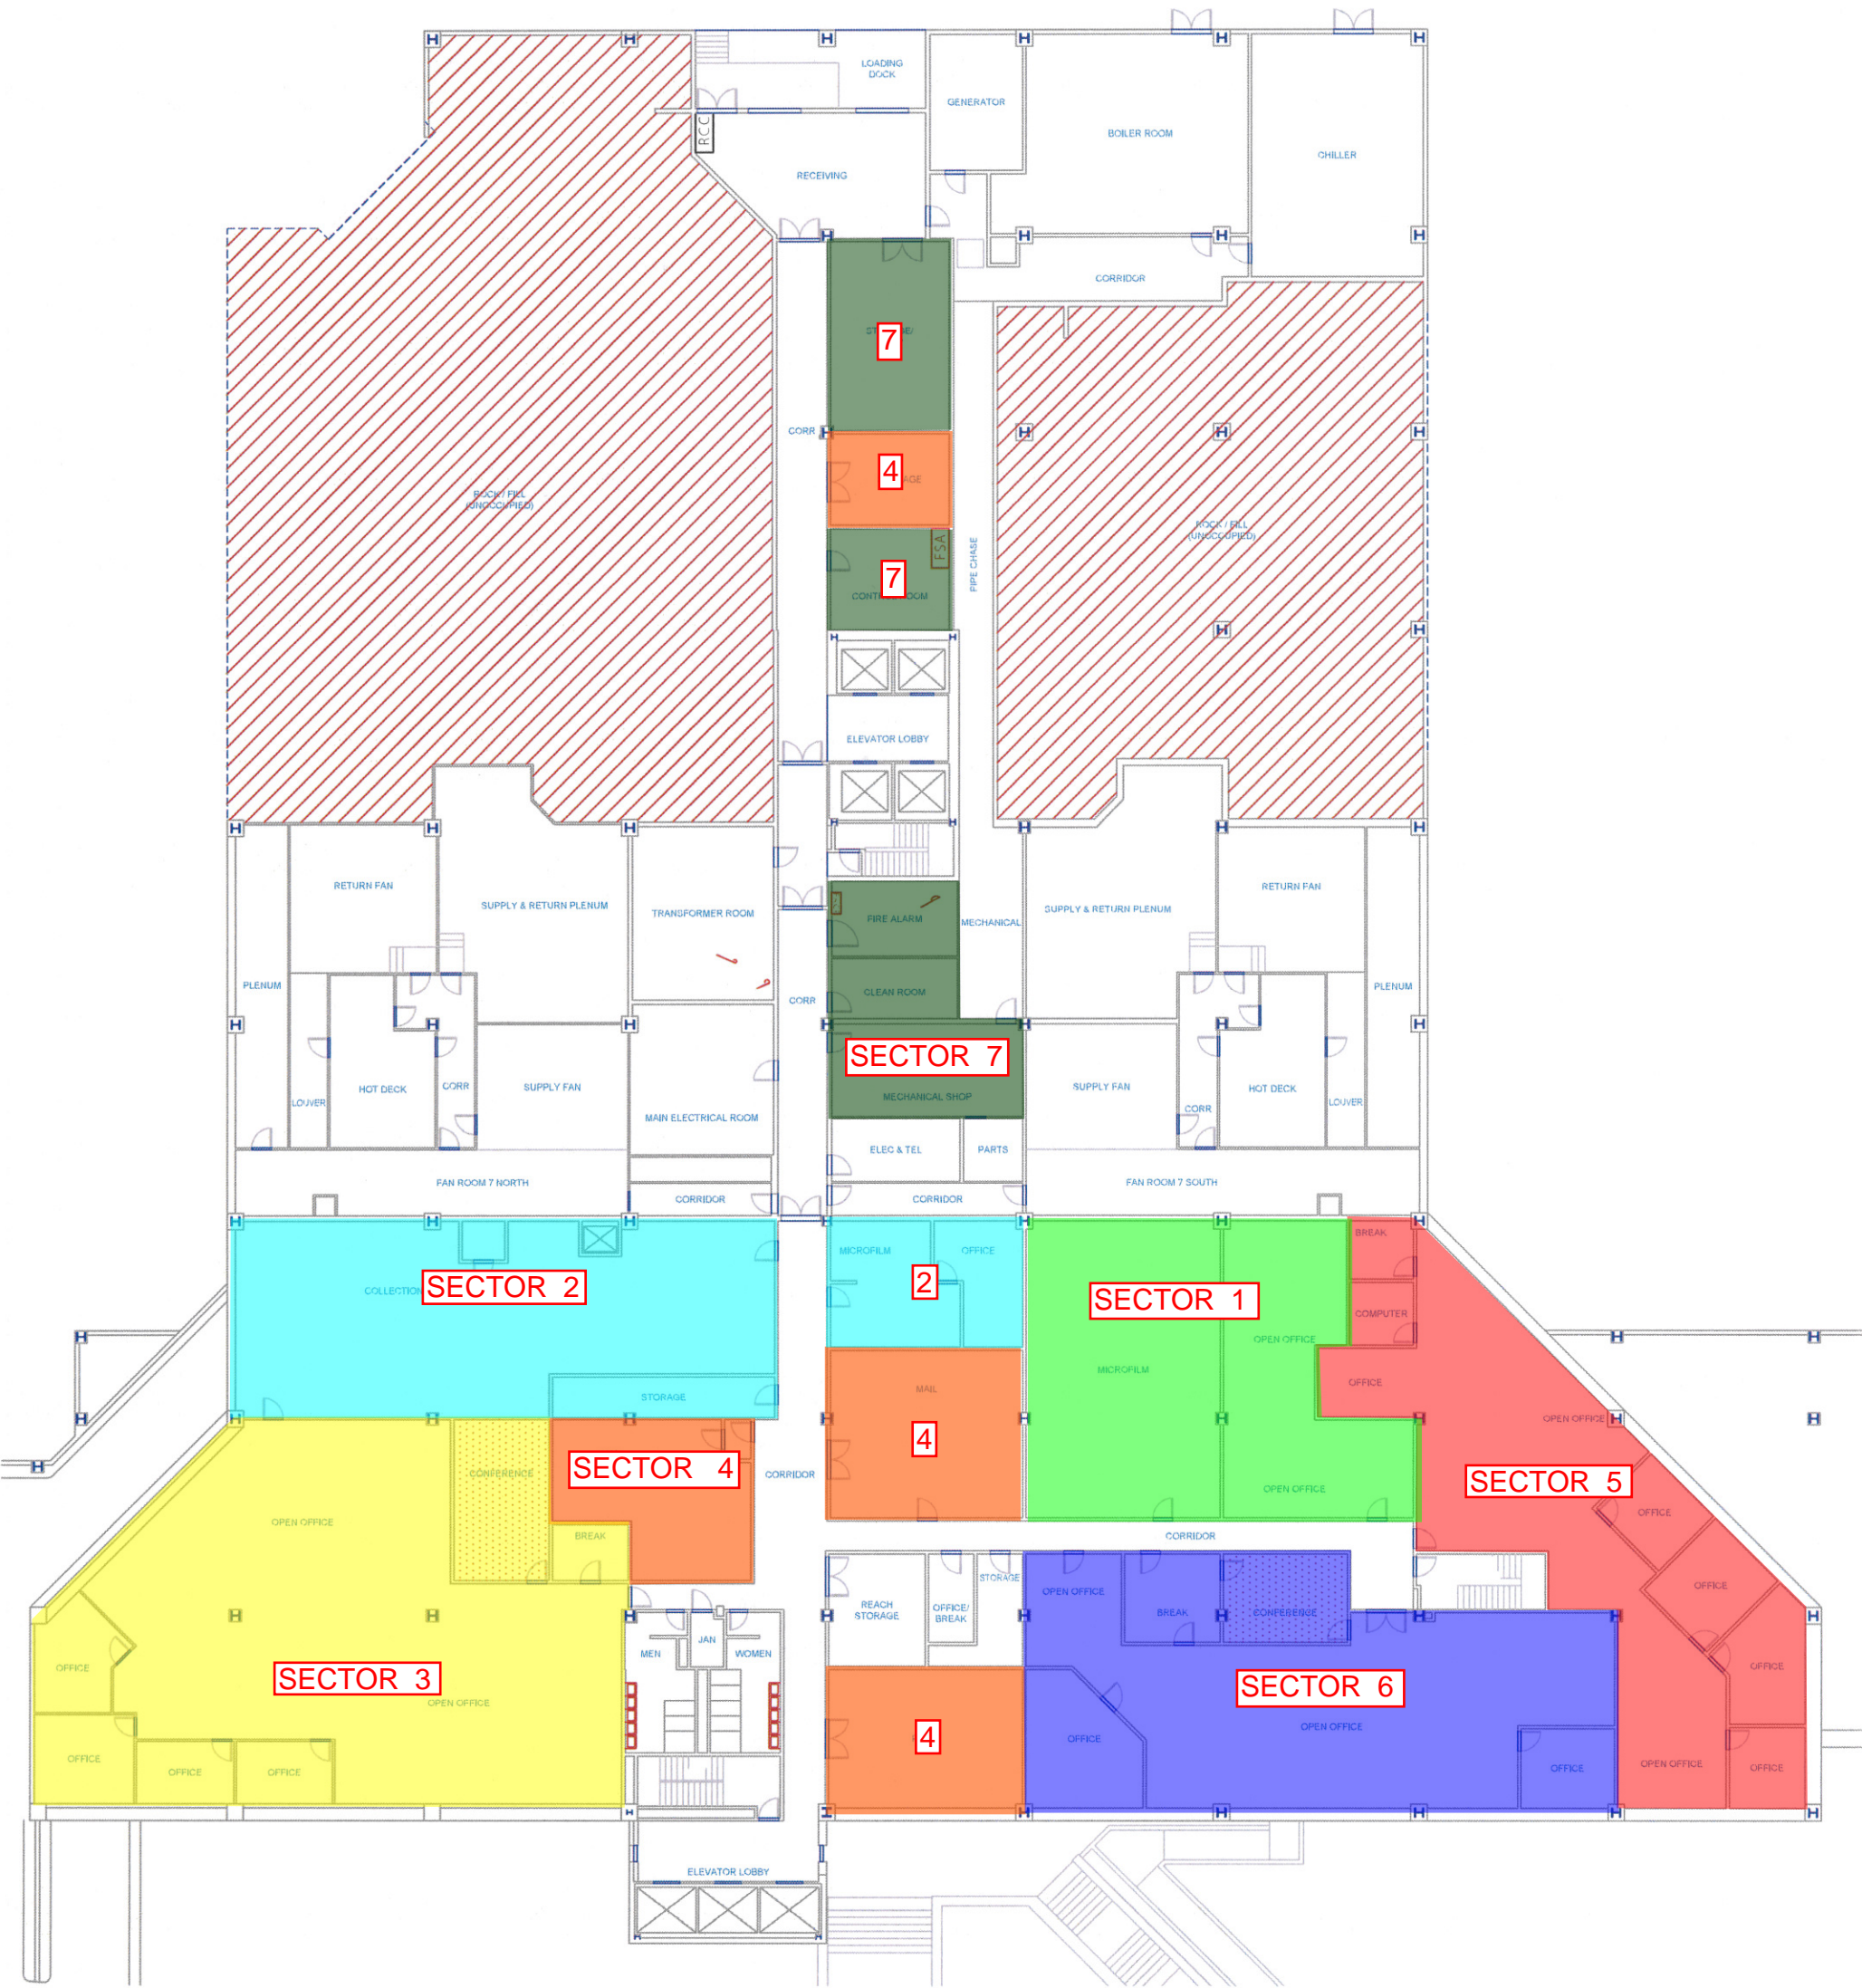 LOADING
DOCK
GENERATOR
BOILER ROOM
RCC
CHILLER
RECEIVING
CORRIDOR
7
CORR
4
ROCK / FILL
(UNOCCUPIED)
ROCK / FILL
(UNOCCUPIED)
FSA
PIPE CHASE
7
ELEVATOR LOBBY
RETURN FAN
SUPPLY & RETURN PLENUM
TRANSFORMER ROOM
FIRE ALARM
MECHANICAL
SUPPLY & RETURN PLENUM
RETURN FAN
PLENUM
CORR
CLEAN ROOM
PLENUM
SECTOR 7
HOT DECK
CORR
SUPPLY FAN
MECHANICAL SHOP
SUPPLY FAN
HOT DECK
LOUVER
MAIN ELECTRICAL ROOM
CORR
LOUVER
ELEC & TEL
PARTS
FAN ROOM 7 NORTH
CORRIDOR
CORRIDOR
FAN ROOM 7 SOUTH
BREAK
MICROFILM
OFFICE
COLLECTION
SECTOR 2
2
SECTOR 1
COMPUTER
OPEN OFFICE
MICROFILM
OFFICE
STORAGE
MAIL
OPEN OFFICE
4
CONFERENCE
SECTOR 4
CORRIDOR
SECTOR 5
OPEN OFFICE
OPEN OFFICE
BREAK
CORRIDOR
OFFICE
STORAGE
OPEN OFFICE
REACH
STORAGE
OFFICE/
BREAK
BREAK
CONFERENCE
OFFICE
JAN
MEN
WOMEN
OFFICE
OFFICE
SECTOR 3
OPEN OFFICE
SECTOR 6
OPEN OFFICE
4
OFFICE
OFFICE
OFFICE
OFFICE
OFFICE
OPEN OFFICE
OFFICE
ELEVATOR LOBBY